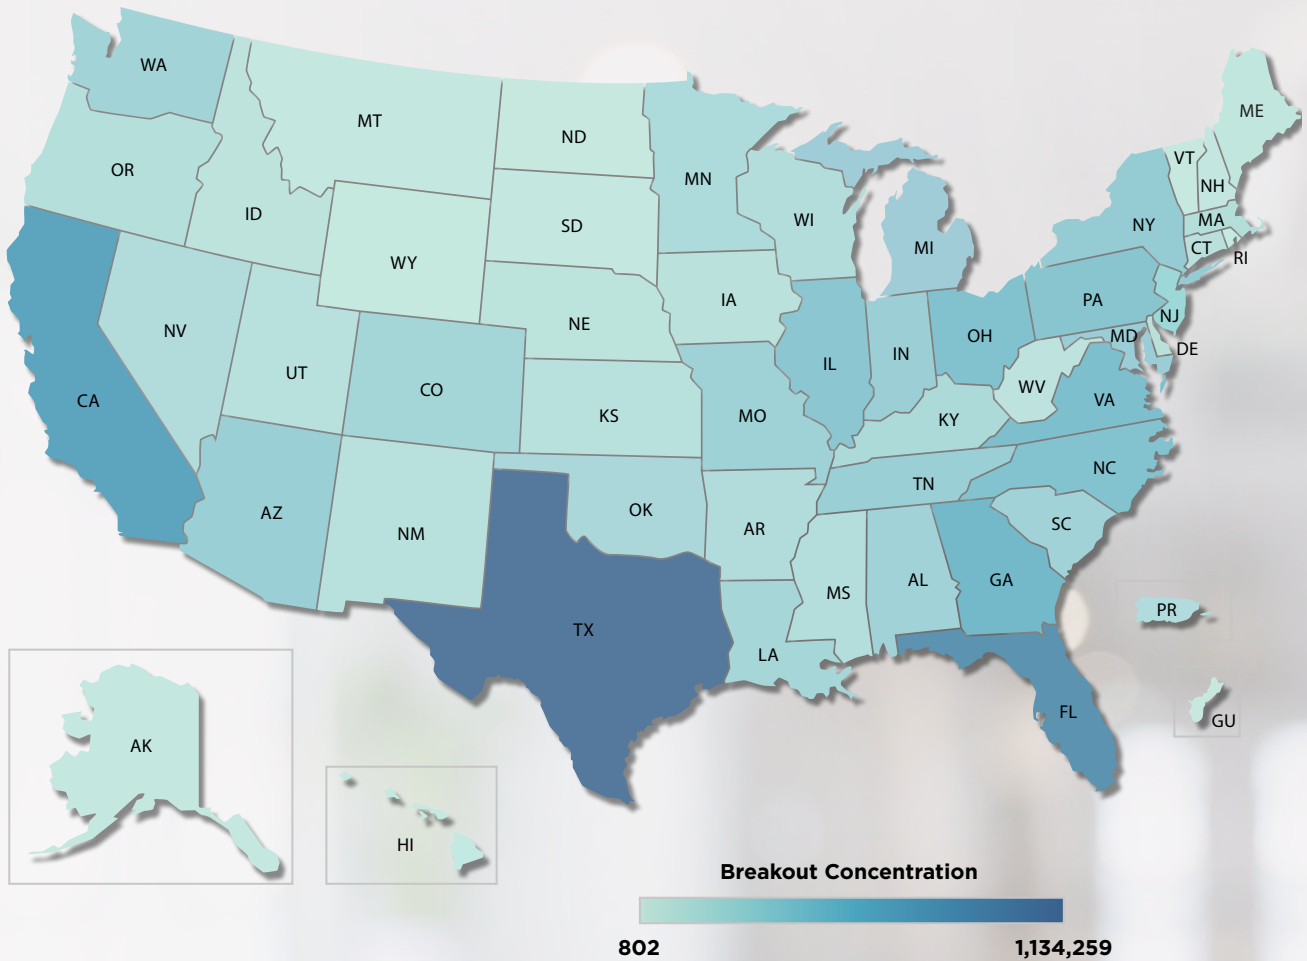 WA
MT
ND
ME
OR
MN
VT
NH
ID
SD
WI
NY
MA
MI
CT
RI
WY
IA
PA
NE
NJ
NV
OH
MD
IN
DE
UT
IL
CO
WV
CA
VA
KS
MO
KY
NC
TN
AZ
OK
SC
NM
AR
AL
GA
MS
PR
TX
LA
FL
GU
AK
HI
Breakout Concentration
802 1,134,259